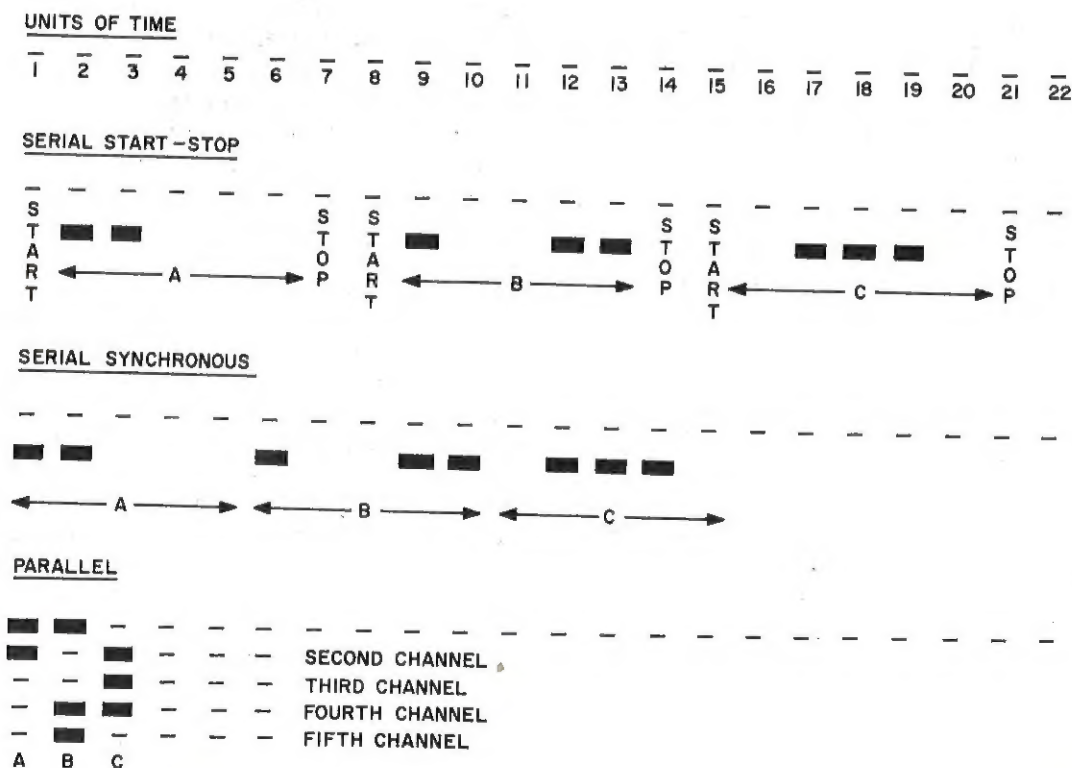 UNITS OF TIME
1 2 3 4 5 6 7 8 9 10 11 12 13 14 15 16 17 18 19 20 21 22
SERIAL START-STOP
START A STOP START B STOP START C STOP
SERIAL SYNCHRONOUS
A B C
PARALLEL
SECOND CHANNEL
THIRD CHANNEL
FOURTH CHANNEL
FIFTH CHANNEL
A B C